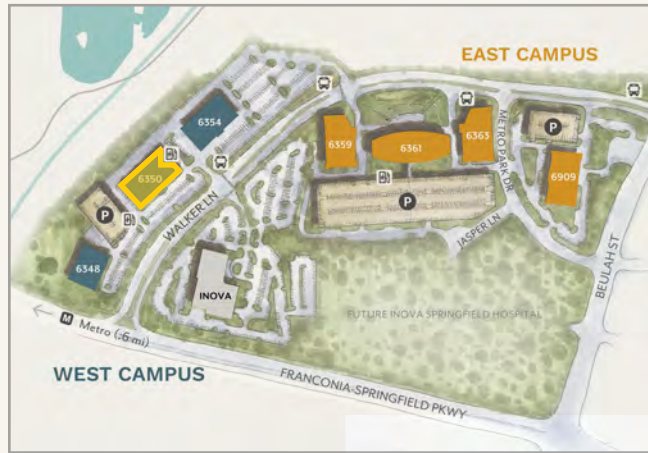 EAST CAMPUS
6354
6359
6361
6363
METRO PARK DR
P
6350
6909
P
P
WALKER LN
JASPER LN
BEULAH ST
6348
INOVA
FUTURE INOVA SPRINGFIELD HOSPITAL
M Metro (.6 mi)
WEST CAMPUS
FRANCONIA-SPRINGFIELD PKWY